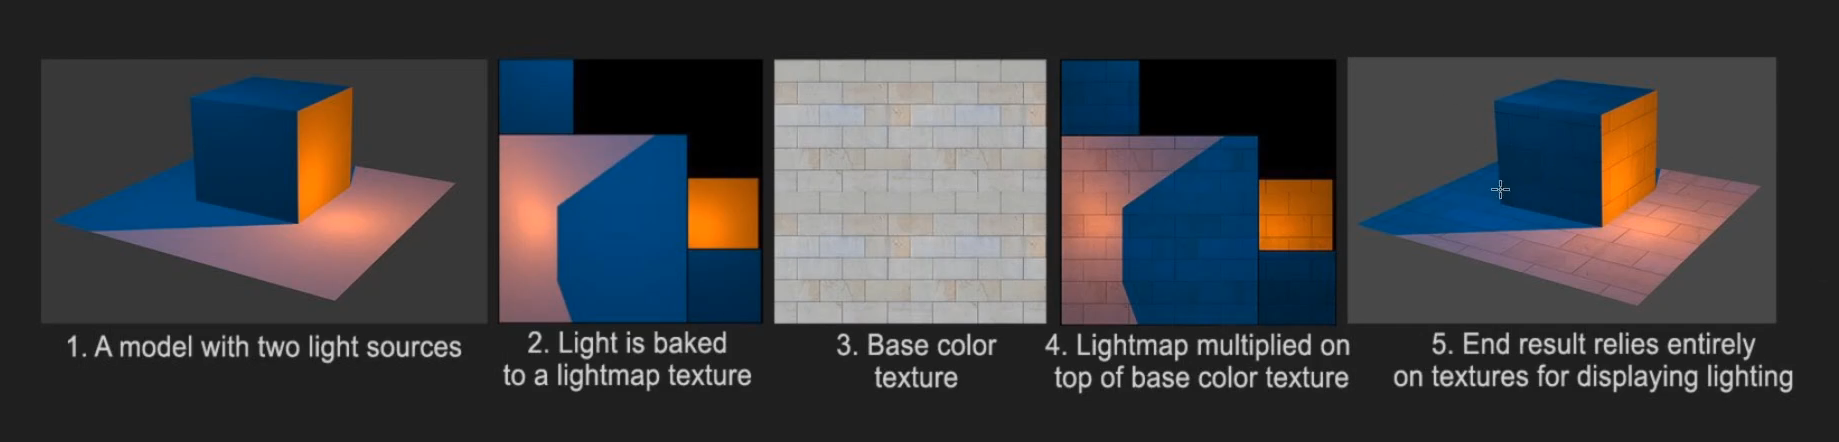 1. A model with two light sources
2. Light is baked
to a lightmap texture
3. Base color
texture
4. Lightmap multiplied on
top of base color texture
5. End result relies entirely
on textures for displaying lighting